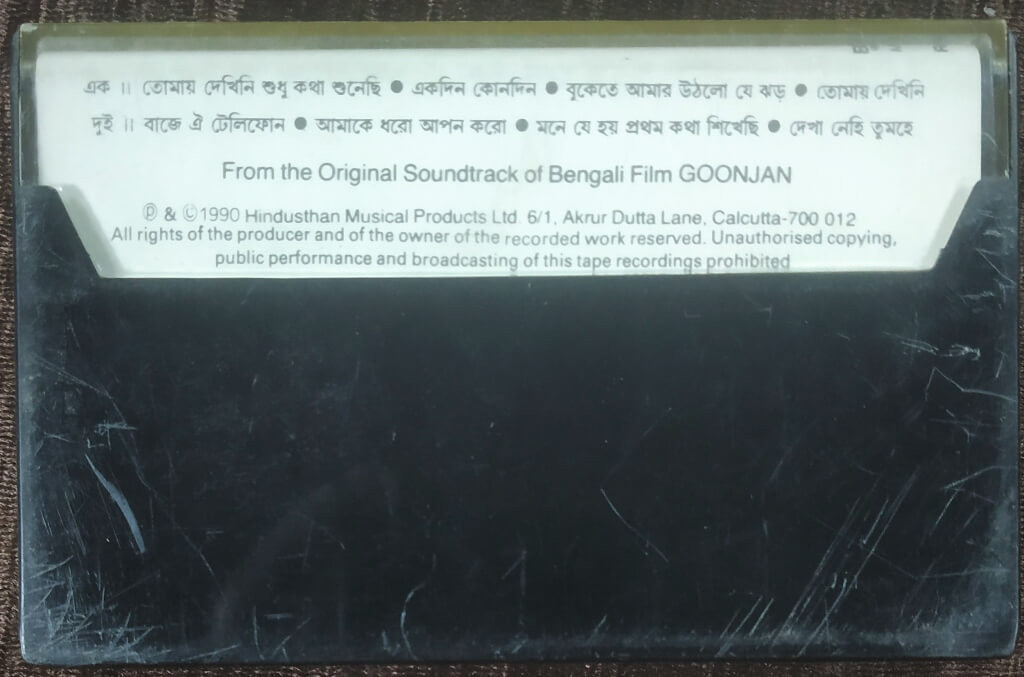 এক ॥ তোমায় দেখিনি শুধু কথা শুনেছি ● একদিন কোনদিন ● বুকেতে আমার উঠলো যে ঝড় ● তোমায় দেখিনি
দুই ॥ বাজে ঐ টেলিফোন ● আমাকে ধরো আপন করো ● মনে যে হয় প্রথম কথা শিখেছি ● দেখা নেহি তুমহে
From the Original Soundtrack of Bengali Film GOONJAN
Ⓟ & ©1990 Hindusthan Musical Products Ltd. 6/1, Akrur Dutta Lane, Calcutta-700 012
All rights of the producer and of the owner of the recorded work reserved. Unauthorised copying,
public performance and broadcasting of this tape recordings prohibited